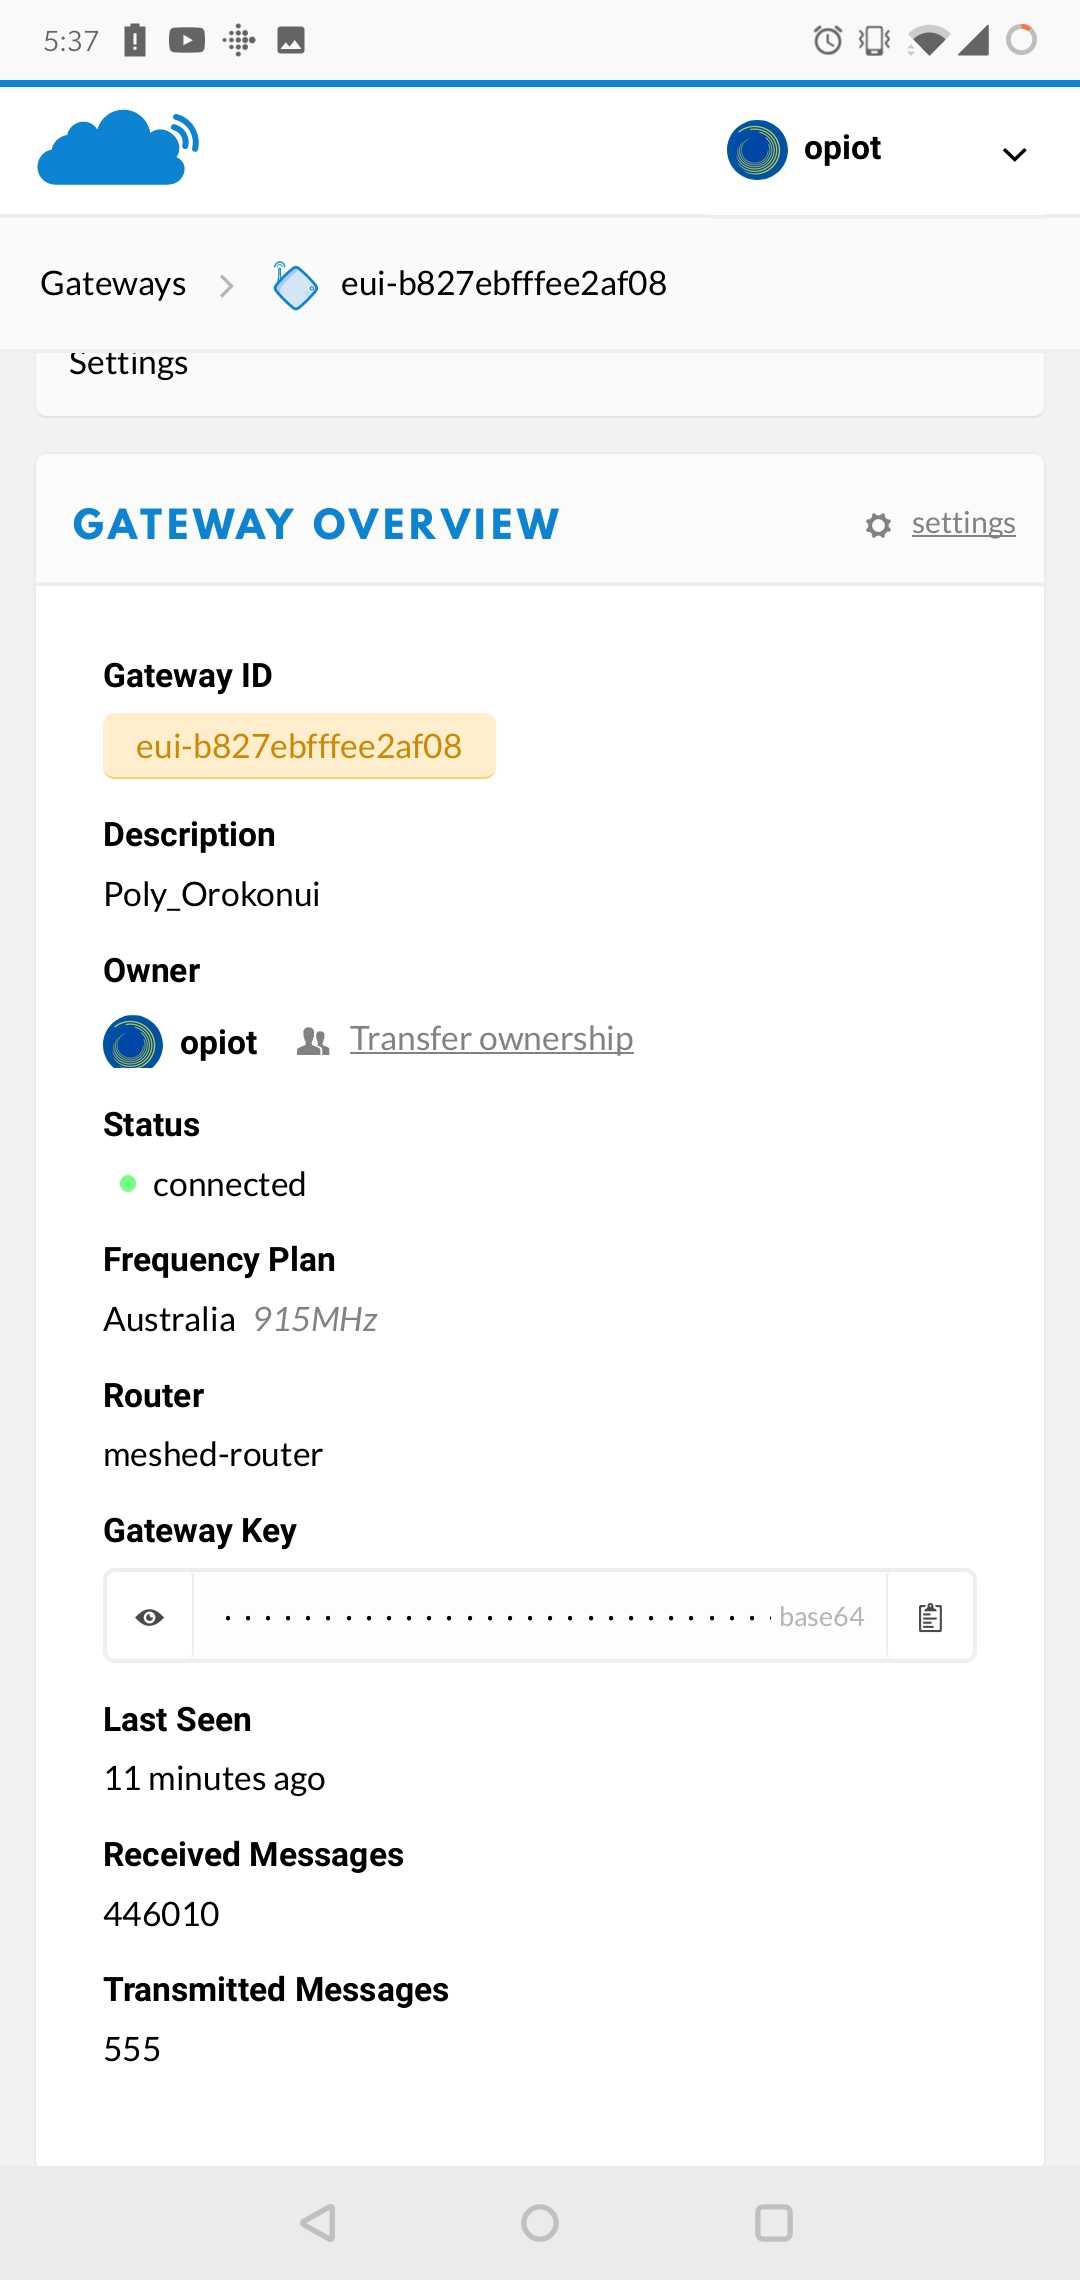 5:37
opiot
Gateways eui-b827ebfffee2af08
Settings
GATEWAY OVERVIEW settings
Gateway ID
eui-b827ebfffee2af08
Description
Poly_Orokonui
Owner
opiot Transfer ownership
Status
connected
Frequency Plan
Australia 915MHz
Router
meshed-router
Gateway Key
base64
Last Seen
11 minutes ago
Received Messages
446010
Transmitted Messages
555